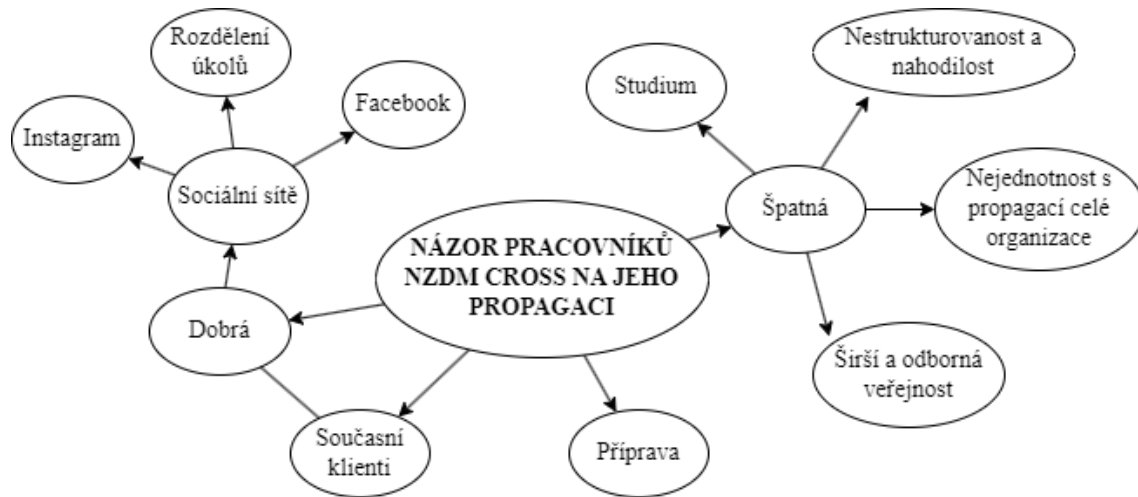 Rozdělení
úkolů
Nestrukturovanost a
nahodilost
Studium
Facebook
Instagram
Sociální sítě
Špatná
Nejednotnost s
propagací celé
organizace
NÁZOR PRACOVNÍKŮ
NZDM CROSS NA JEHO
PROPAGACI
Dobrá
Širší a odborná
veřejnost
Současní
klienti
Příprava